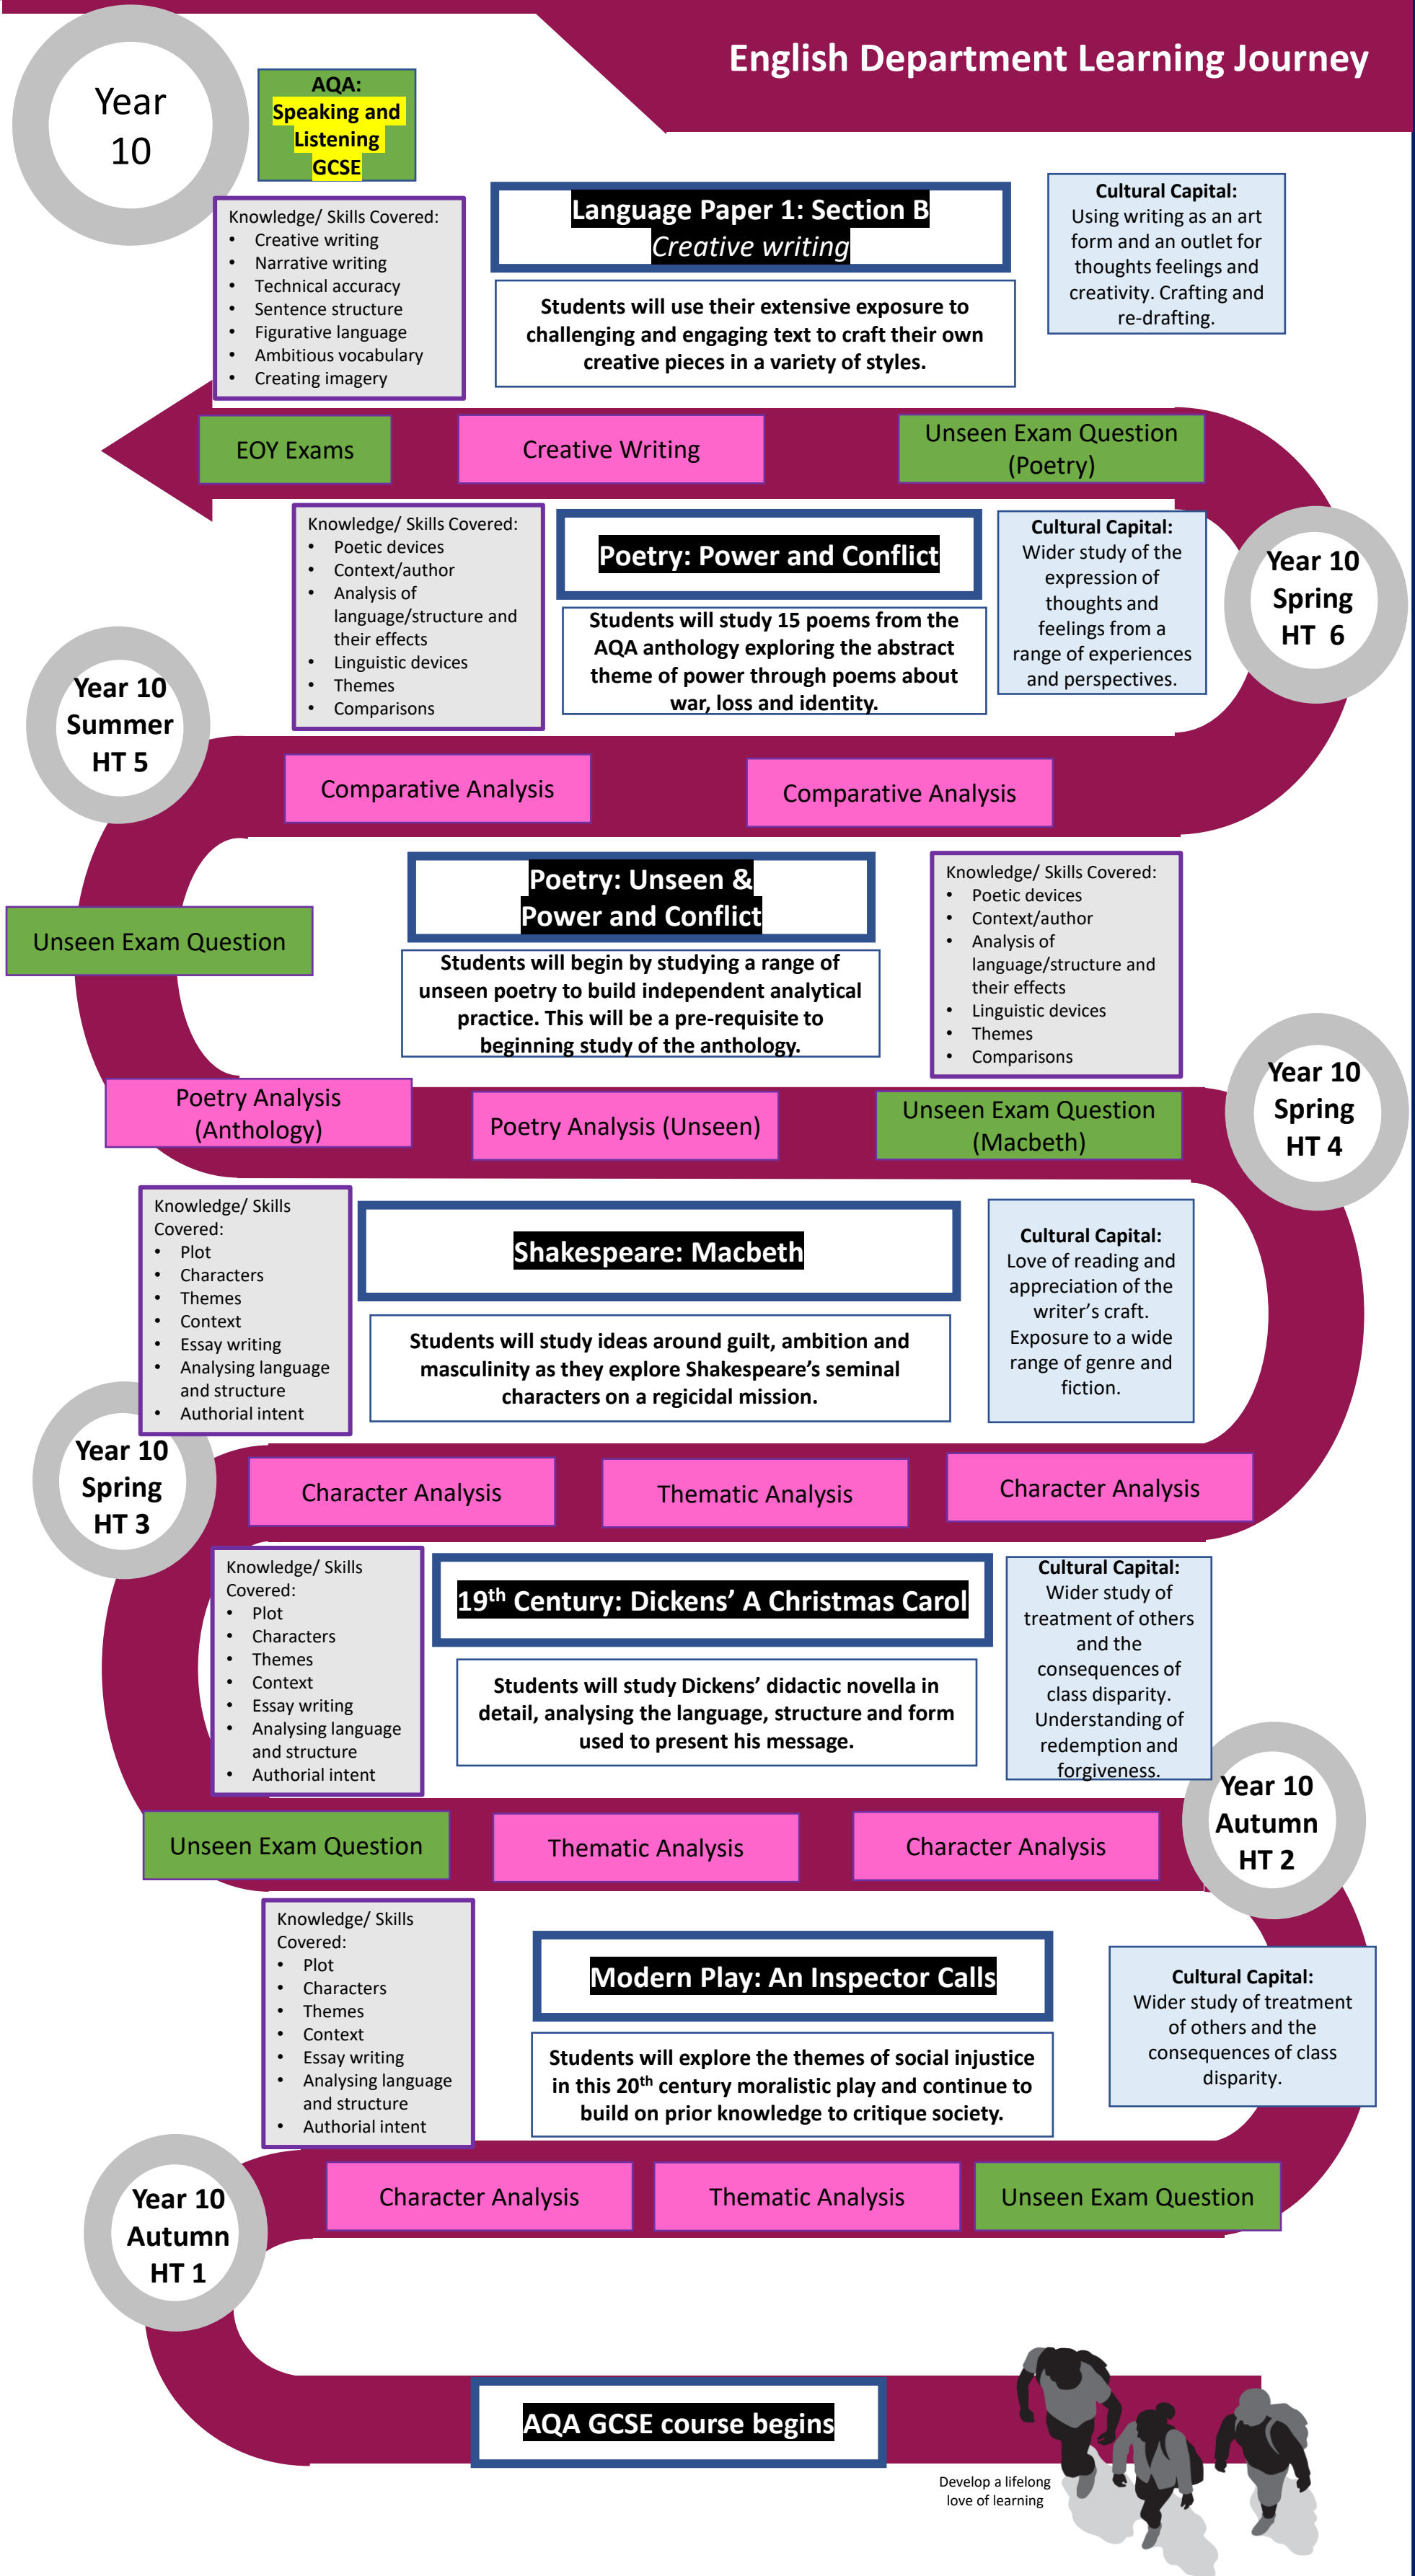 English Department Learning Journey
Year
10
AQA:
Speaking and
Listening
GCSE
Knowledge/ Skills Covered:
• Creative writing
• Narrative writing
• Technical accuracy
• Sentence structure
• Figurative language
• Ambitious vocabulary
• Creating imagery
Language Paper 1: Section B
Creative writing
Students will use their extensive exposure to
challenging and engaging text to craft their own
creative pieces in a variety of styles.
Cultural Capital:
Using writing as an art
form and an outlet for
thoughts feelings and
creativity. Crafting and
re-drafting.
EOY Exams
Creative Writing
Unseen Exam Question
(Poetry)
Knowledge/ Skills Covered:
• Poetic devices
• Context/author
• Analysis of
language/structure and
their effects
• Linguistic devices
• Themes
• Comparisons
Poetry: Power and Conflict
Students will study 15 poems from the
AQA anthology exploring the abstract
theme of power through poems about
war, loss and identity.
Cultural Capital:
Wider study of the
expression of
thoughts and
feelings from a
range of experiences
and perspectives.
Year 10
Spring
HT 6
Year 10
Summer
HT 5
Comparative Analysis
Comparative Analysis
Unseen Exam Question
Poetry: Unseen &
Power and Conflict
Students will begin by studying a range of
unseen poetry to build independent analytical
practice. This will be a pre-requisite to
beginning study of the anthology.
Knowledge/ Skills Covered:
• Poetic devices
• Context/author
• Analysis of
language/structure and
their effects
• Linguistic devices
• Themes
• Comparisons
Year 10
Spring
HT 4
Poetry Analysis
(Anthology)
Poetry Analysis (Unseen)
Unseen Exam Question
(Macbeth)
Knowledge/ Skills
Covered:
• Plot
• Characters
• Themes
• Context
• Essay writing
• Analysing language
and structure
• Authorial intent
Shakespeare: Macbeth
Students will study ideas around guilt, ambition and
masculinity as they explore Shakespeare's seminal
characters on a regicidal mission.
Cultural Capital:
Love of reading and
appreciation of the
writer's craft.
Exposure to a wide
range of genre and
fiction.
Year 10
Spring
HT 3
Character Analysis
Thematic Analysis
Character Analysis
Knowledge/ Skills
Covered:
• Plot
• Characters
• Themes
• Context
• Essay writing
• Analysing language
and structure
• Authorial intent
19th Century: Dickens' A Christmas Carol
Students will study Dickens' didactic novella in
detail, analysing the language, structure and form
used to present his message.
Cultural Capital:
Wider study of
treatment of others
and the
consequences of
class disparity.
Understanding of
redemption and
forgiveness.
Year 10
Autumn
HT 2
Unseen Exam Question
Thematic Analysis
Character Analysis
Knowledge/ Skills
Covered:
• Plot
• Characters
• Themes
• Context
• Essay writing
• Analysing language
and structure
• Authorial intent
Modern Play: An Inspector Calls
Students will explore the themes of social injustice
in this 20th century moralistic play and continue to
build on prior knowledge to critique society.
Cultural Capital:
Wider study of treatment
of others and the
consequences of class
disparity.
Year 10
Autumn
HT 1
Character Analysis
Thematic Analysis
Unseen Exam Question
AQA GCSE course begins
Develop a lifelong
love of learning